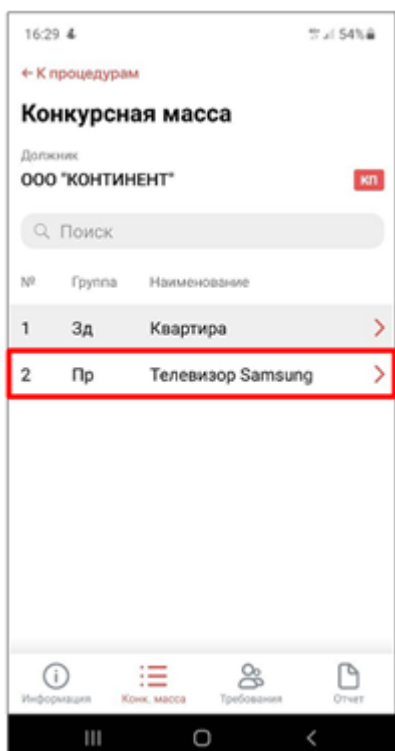 16:29 54%
← К процедурам
Конкурсная масса
Должник
ООО "КОНТИНЕНТ" КП
Поиск
№ Группа Наименование
1 Зд Квартира
2 Пр Телевизор Samsung
Информация Конк. масса Требования Отчет